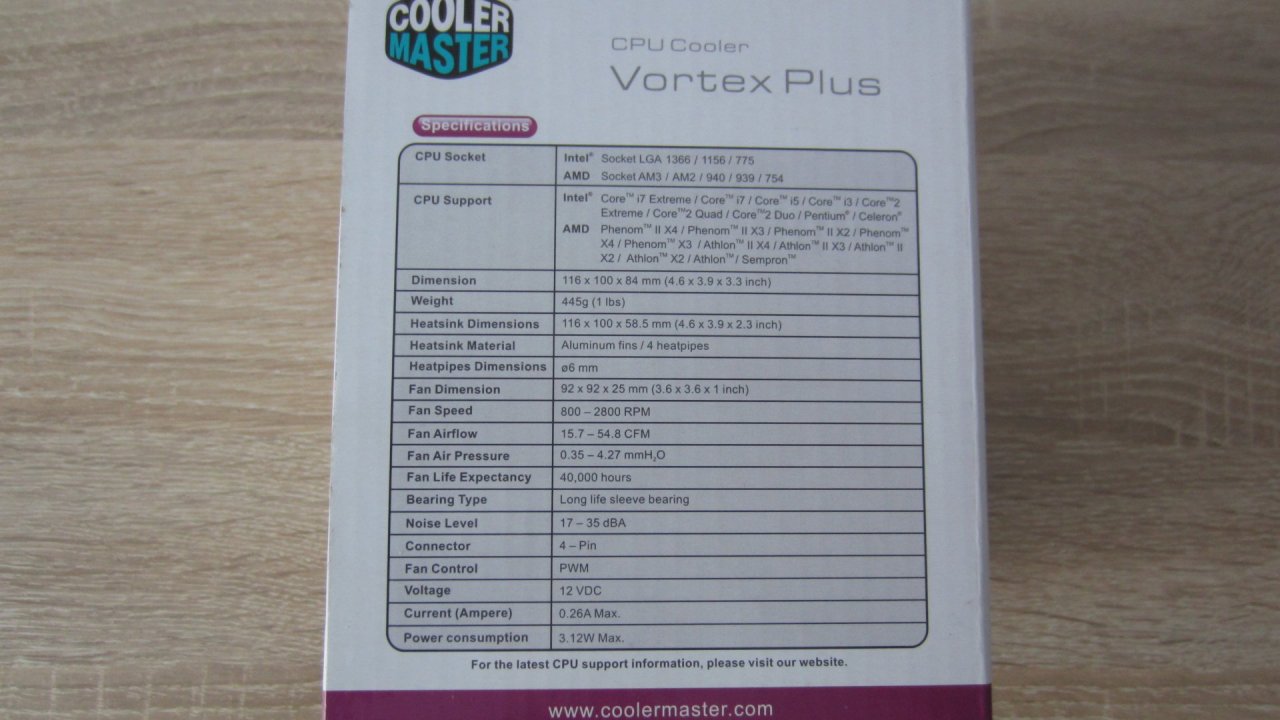 COOLER
MASTER
CPU Cooler
Vortex Plus
Specifications
CPU Socket
Intel® Socket LGA 1366 / 1156 / 775
AMD Socket AM3 / AM2 / 940 / 939 / 754
CPU Support
Intel® Core™ i7 Extreme / Core™ i7 / Core™ i5 / Core™ i3 / Core™2
Extreme / Core™2 Quad / Core™2 Duo / Pentium® / Celeron®
AMD Phenom™ II X4 / Phenom™ II X3 / Phenom™ II X2 / Phenom™
X4 / Phenom™ X3 / Athlon™ II X4 / Athlon™ II X3 / Athlon™ II
X2 / Athlon™ X2 / Athlon™ / Sempron™
Dimension 116 x 100 x 84 mm (4.6 x 3.9 x 3.3 inch)
Weight 445g (1 lbs)
Heatsink Dimensions 116 x 100 x 58.5 mm (4.6 x 3.9 x 2.3 inch)
Heatsink Material Aluminum fins / 4 heatpipes
Heatpipes Dimensions ø6 mm
Fan Dimension 92 x 92 x 25 mm (3.6 x 3.6 x 1 inch)
Fan Speed 800 – 2800 RPM
Fan Airflow 15.7 – 54.8 CFM
Fan Air Pressure 0.35 – 4.27 mmH₂O
Fan Life Expectancy 40,000 hours
Bearing Type Long life sleeve bearing
Noise Level 17 – 35 dBA
Connector 4 – Pin
Fan Control PWM
Voltage 12 VDC
Current (Ampere) 0.26A Max.
Power consumption 3.12W Max.
For the latest CPU support information, please visit our website.
www.coolermaster.com